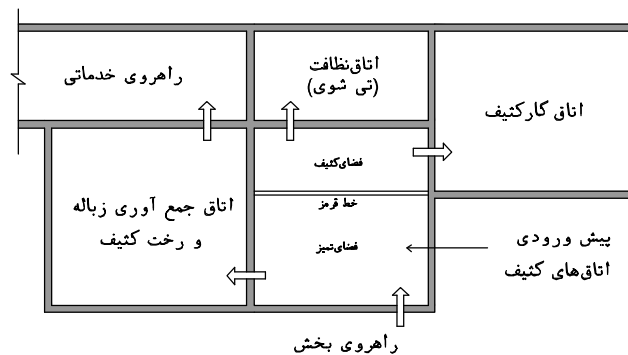 راهروی خدماتی
اتاق‌نظافت
(تی شوی)
اتاق کارکثیف
فضای‌کثیف
خط قرمز
فضای‌تمیز
اتاق جمع آوری زباله
و رخت کثیف
پیش ورودی
اتاق‌های کثیف
راهروی بخش